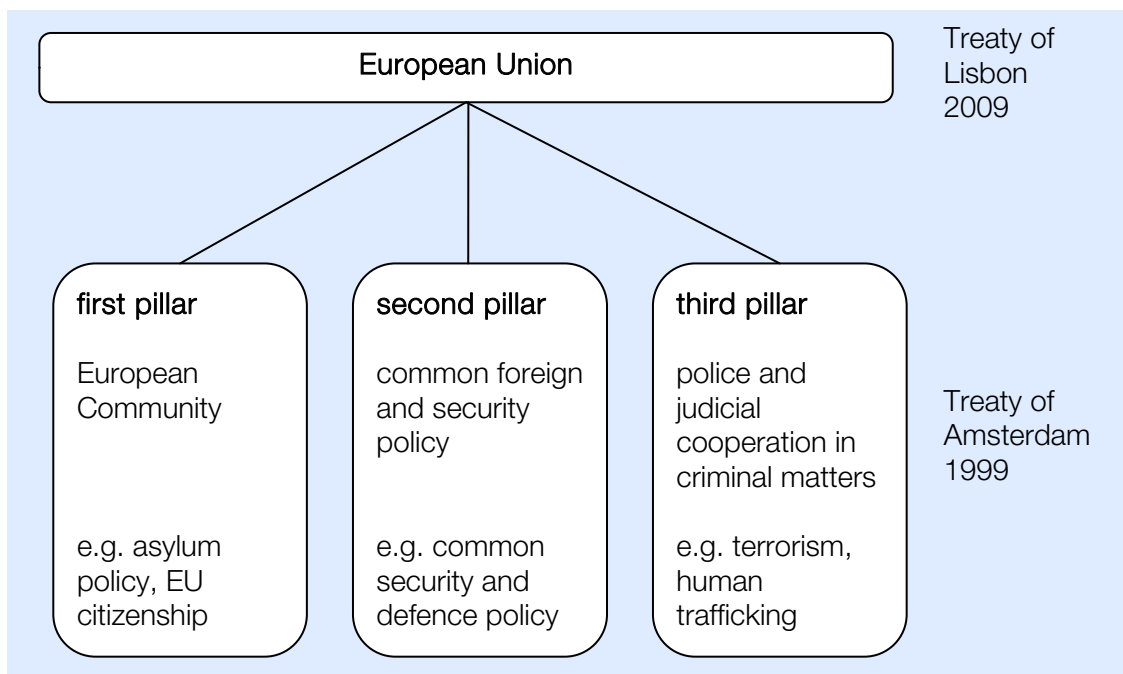 European Union
Treaty of
Lisbon
2009
first pillar
European
Community
e.g. asylum
policy, EU
citizenship
second pillar
common foreign
and security
policy
e.g. common
security and
defence policy
third pillar
police and
judicial
cooperation in
criminal matters
e.g. terrorism,
human
trafficking
Treaty of
Amsterdam
1999